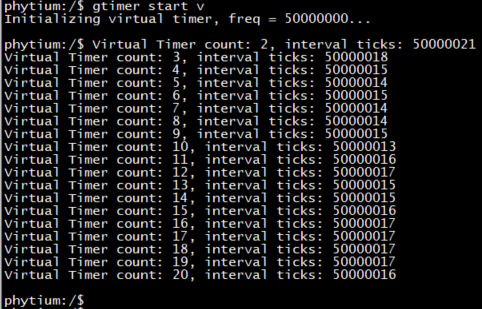 phytium:/$ gtimer start v
Initializing virtual timer, freq = 50000000...
phytium:/$ Virtual Timer count: 2, interval ticks: 50000021
Virtual Timer count: 3, interval ticks: 50000018
Virtual Timer count: 4, interval ticks: 50000015
Virtual Timer count: 5, interval ticks: 50000014
Virtual Timer count: 6, interval ticks: 50000015
Virtual Timer count: 7, interval ticks: 50000014
Virtual Timer count: 8, interval ticks: 50000014
Virtual Timer count: 9, interval ticks: 50000015
Virtual Timer count: 10, interval ticks: 50000013
Virtual Timer count: 11, interval ticks: 50000016
Virtual Timer count: 12, interval ticks: 50000017
Virtual Timer count: 13, interval ticks: 50000015
Virtual Timer count: 14, interval ticks: 50000015
Virtual Timer count: 15, interval ticks: 50000016
Virtual Timer count: 16, interval ticks: 50000017
Virtual Timer count: 17, interval ticks: 50000017
Virtual Timer count: 18, interval ticks: 50000017
Virtual Timer count: 19, interval ticks: 50000017
Virtual Timer count: 20, interval ticks: 50000016
phytium:/$